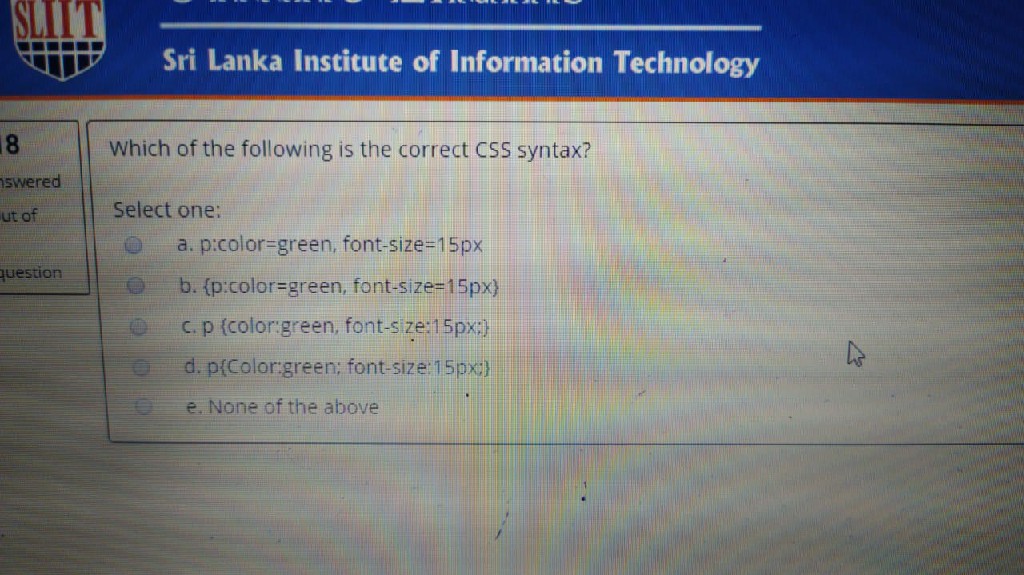 SLIIT
Sri Lanka Institute of Information Technology
18
nswered
ut of
question
Which of the following is the correct CSS syntax?
Select one:
a. p:color=green, font-size=15px
b. {p:color=green, font-size=15px}
c. p {color:green, font-size:15px;}
d. p{Color:green; font-size:15px;}
e. None of the above